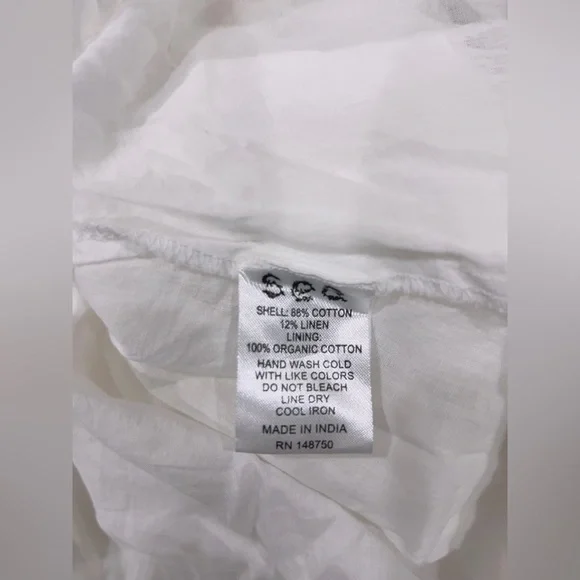 sea
SHELL: 88% COTTON
12% LINEN
LINING:
100% ORGANIC COTTON
HAND WASH COLD
WITH LIKE COLORS
DO NOT BLEACH
LINE DRY
COOL IRON
MADE IN INDIA
RN 148750